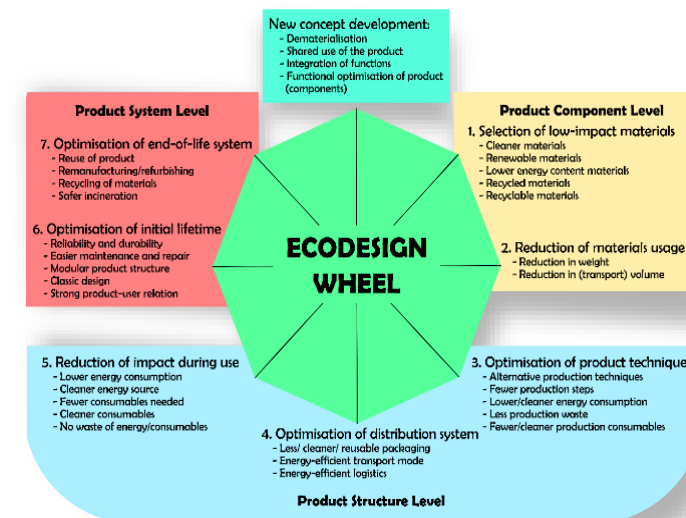 New concept development:
- Dematerialisation
- Shared use of the product
- Integration of functions
- Functional optimisation of product
(components)
Product System Level
7. Optimisation of end-of-life system
- Reuse of product
- Remanufacturing/refurbishing
- Recycling of materials
- Safer incineration
6. Optimisation of initial lifetime
- Reliability and durability
- Easier maintenance and repair
- Modular product structure
- Classic design
- Strong product-user relation
Product Component Level
1. Selection of low-impact materials
- Cleaner materials
- Renewable materials
- Lower energy content materials
- Recycled materials
- Recyclable materials
2. Reduction of materials usage
- Reduction in weight
- Reduction in (transport) volume
ECODESIGN
WHEEL
5. Reduction of impact during use
- Lower energy consumption
- Cleaner energy source
- Fewer consumables needed
- Cleaner consumables
- No waste of energy/consumables
3. Optimisation of product technique
- Alternative production techniques
- Fewer production steps
- Lower/cleaner energy consumption
- Less production waste
- Fewer/cleaner production consumables
4. Optimisation of distribution system
- Less/ cleaner/ reusable packaging
- Energy-efficient transport mode
- Energy-efficient logistics
Product Structure Level